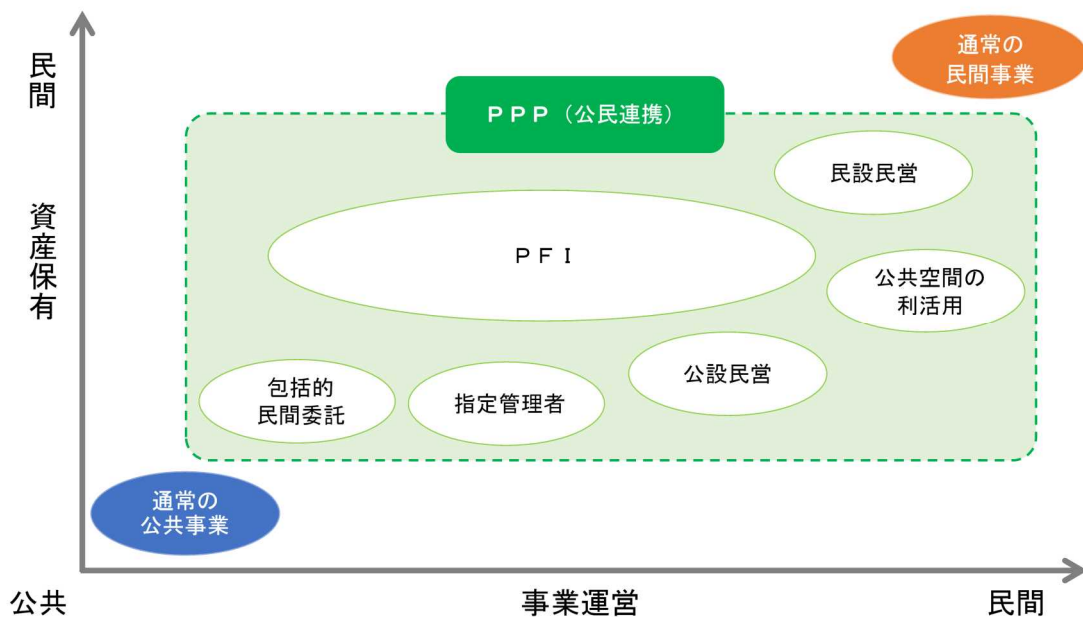 通常の
民間事業
民間
PPP（公民連携）
民設民営
資産保有
PFI
公共空間の
利活用
公設民営
包括的
民間委託
指定管理者
通常の
公共事業
公共
事業運営
民間